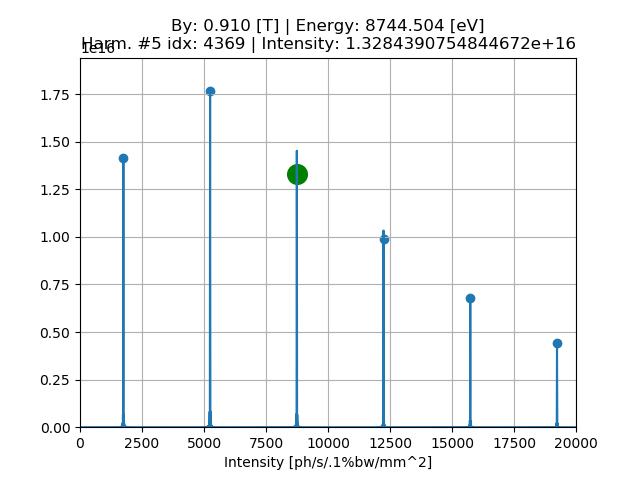 By: 0.910 [T] | Energy: 8744.504 [eV]
Harm. #5 idx: 4369 | Intensity: 1.3284390754844672e+16
1e16
1.75
1.50
1.25
1.00
0.75
0.50
0.25
0.00
0 2500 5000 7500 10000 12500 15000 17500 20000
Intensity [ph/s/.1%bw/mm^2]